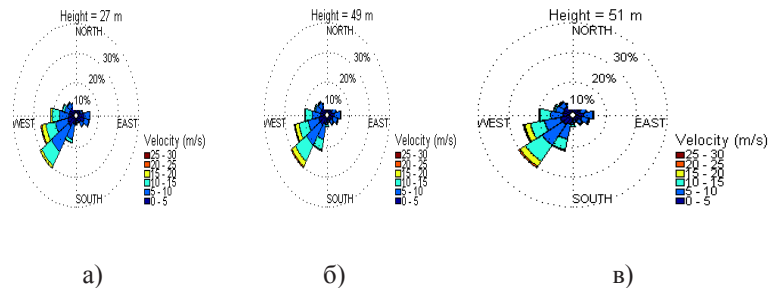 Height = 27 m
NORTH
30%
20%
10%
WEST
EAST
Velocity (m/s)
25 - 30
20 - 25
15 - 20
10 - 15
5 - 10
0 - 5
SOUTH
Height = 49 m
NORTH
30%
20%
10%
WEST
EAST
Velocity (m/s)
25 - 30
20 - 25
15 - 20
10 - 15
5 - 10
0 - 5
SOUTH
Height = 51 m
NORTH
30%
20%
10%
WEST
EAST
Velocity (m/s)
25 - 30
20 - 25
15 - 20
10 - 15
5 - 10
0 - 5
SOUTH
а)
б)
в)